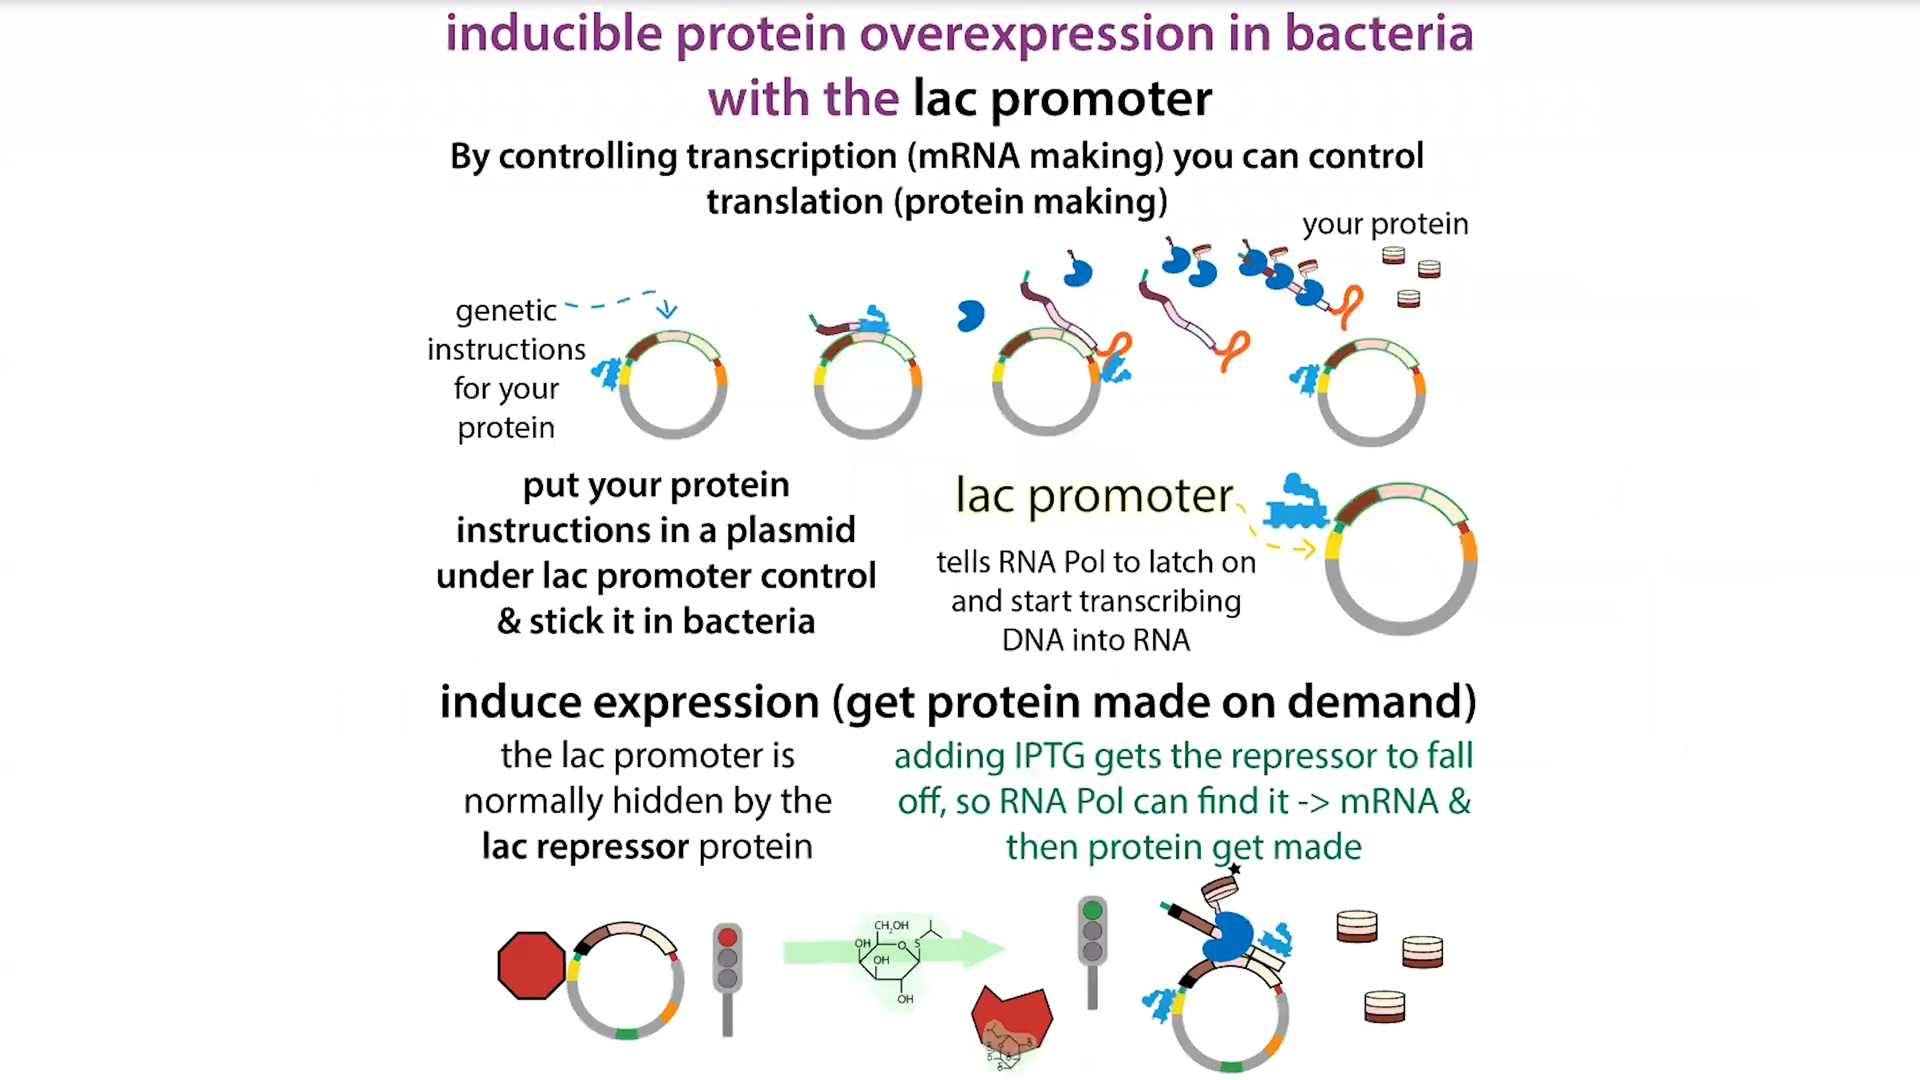 inducible protein overexpression in bacteria
with the lac promoter
By controlling transcription (mRNA making) you can control
translation (protein making)
your protein
genetic
instructions
for your
protein
put your protein
instructions in a plasmid
under lac promoter control
& stick it in bacteria
lac promoter
tells RNA Pol to latch on
and start transcribing
DNA into RNA
induce expression (get protein made on demand)
the lac promoter is
normally hidden by the
lac repressor protein
adding IPTG gets the repressor to fall
off, so RNA Pol can find it -> mRNA &
then protein get made
CH2OH
OH
O
S
OH
OH